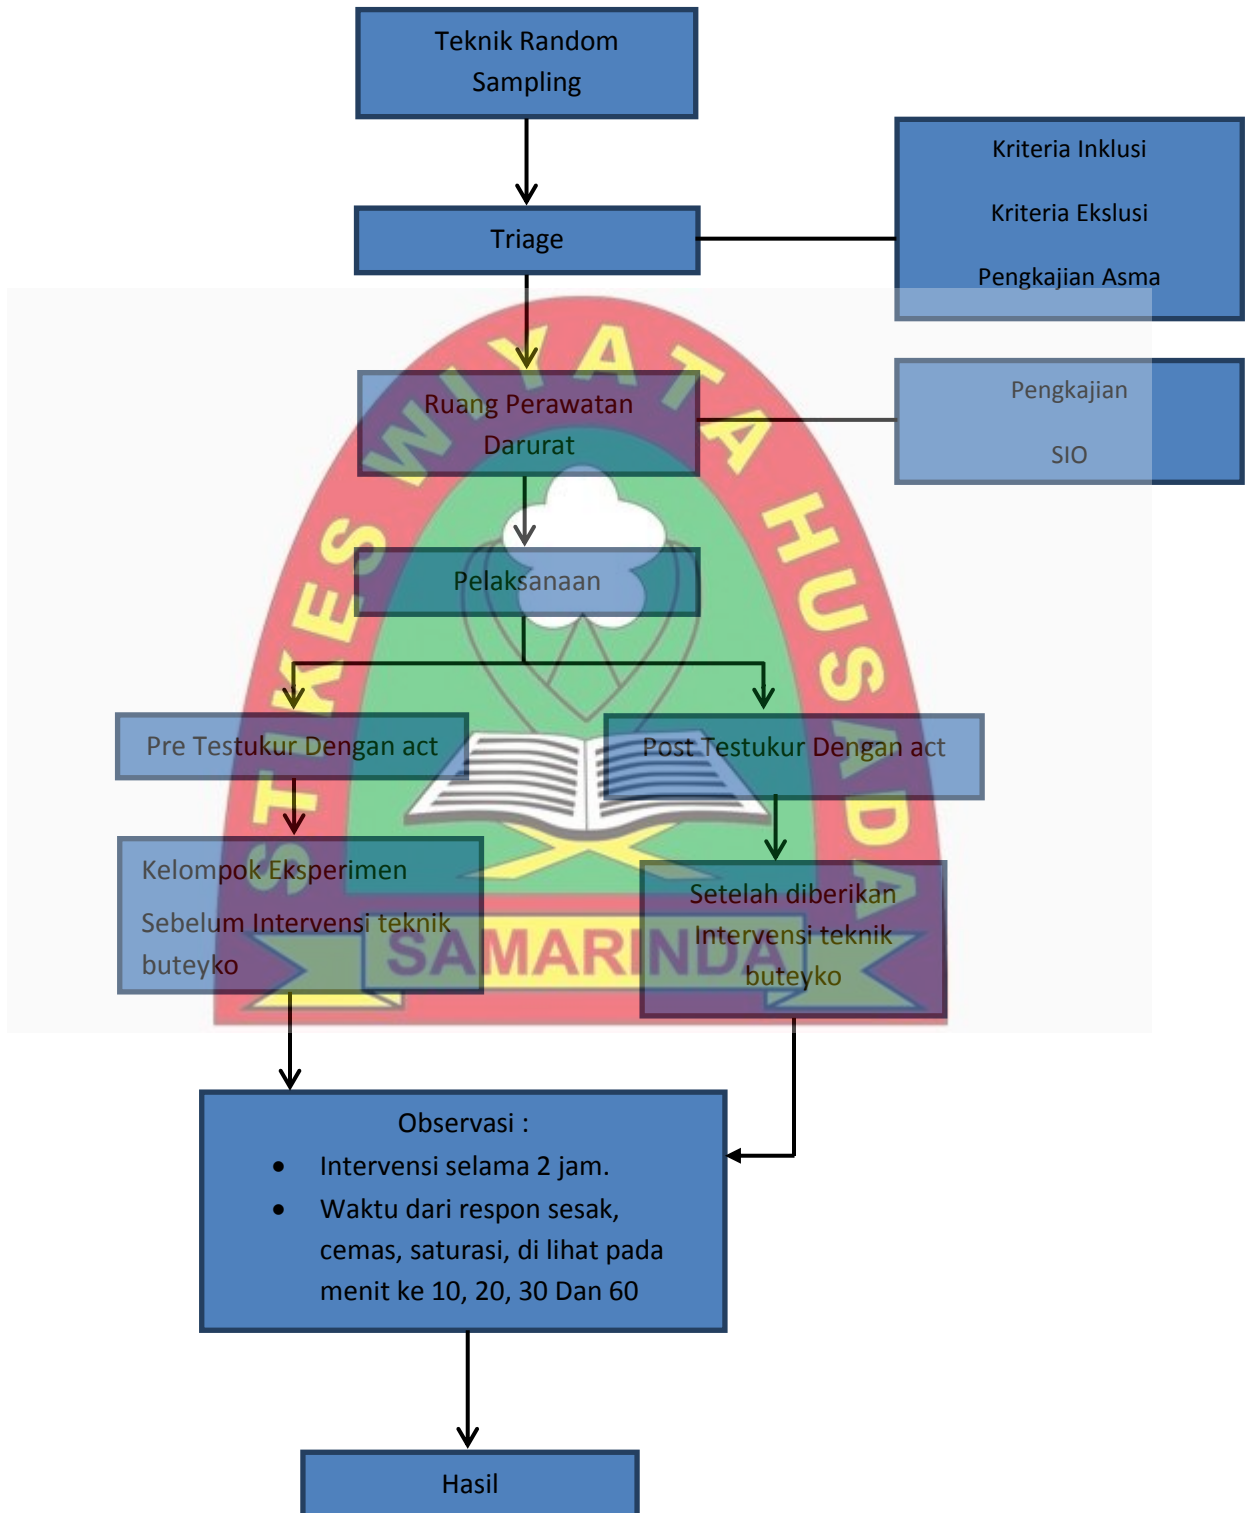 Teknik Random
Sampling
Kriteria Inklusi
Kriteria Ekslusi
Pengkajian Asma
Triage
Ruang Perawatan
Darurat
Pengkajian
SIO
Pelaksanaan
Pre Testukur Dengan act
Post Testukur Dengan act
Kelompok Eksperimen
Sebelum Intervensi teknik
buteyko
Setelah diberikan
Intervensi teknik
buteyko
STIKES WIYATA HUSADA
SAMARINDA
Observasi :
• Intervensi selama 2 jam.
• Waktu dari respon sesak,
cemas, saturasi, di lihat pada
menit ke 10, 20, 30 Dan 60
Hasil